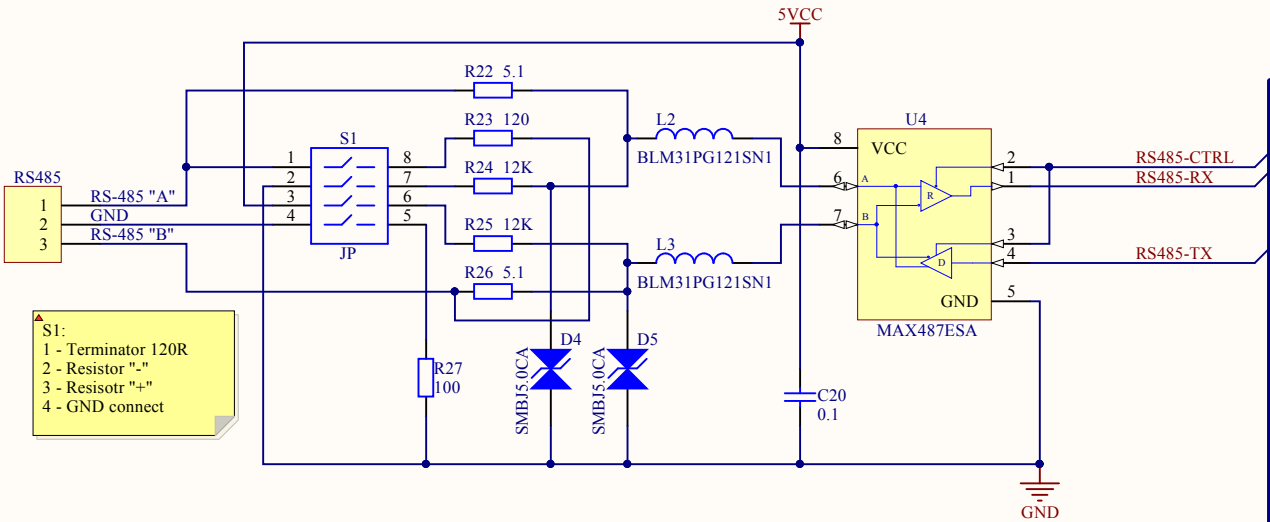 5VCC
R22 5.1
R23 120
L2
U4
S1
BLM31PG121SN1
8 VCC
2
RS485-CTRL
1
8
R24 12K
RS485
2
7
6
A
R
1
RS485-RX
1
RS-485 "A"
3
6
2
GND
4
5
R25 12K
7
B
3
RS-485 "B"
JP
L3
3
R26 5.1
D
4
RS485-TX
BLM31PG121SN1
GND
5
MAX487ESA
S1:
1 - Terminator 120R
2 - Resistor "-"
3 - Resisotr "+"
4 - GND connect
R27
100
D4
SMBJ5.0CA
D5
SMBJ5.0CA
C20
0.1
GND